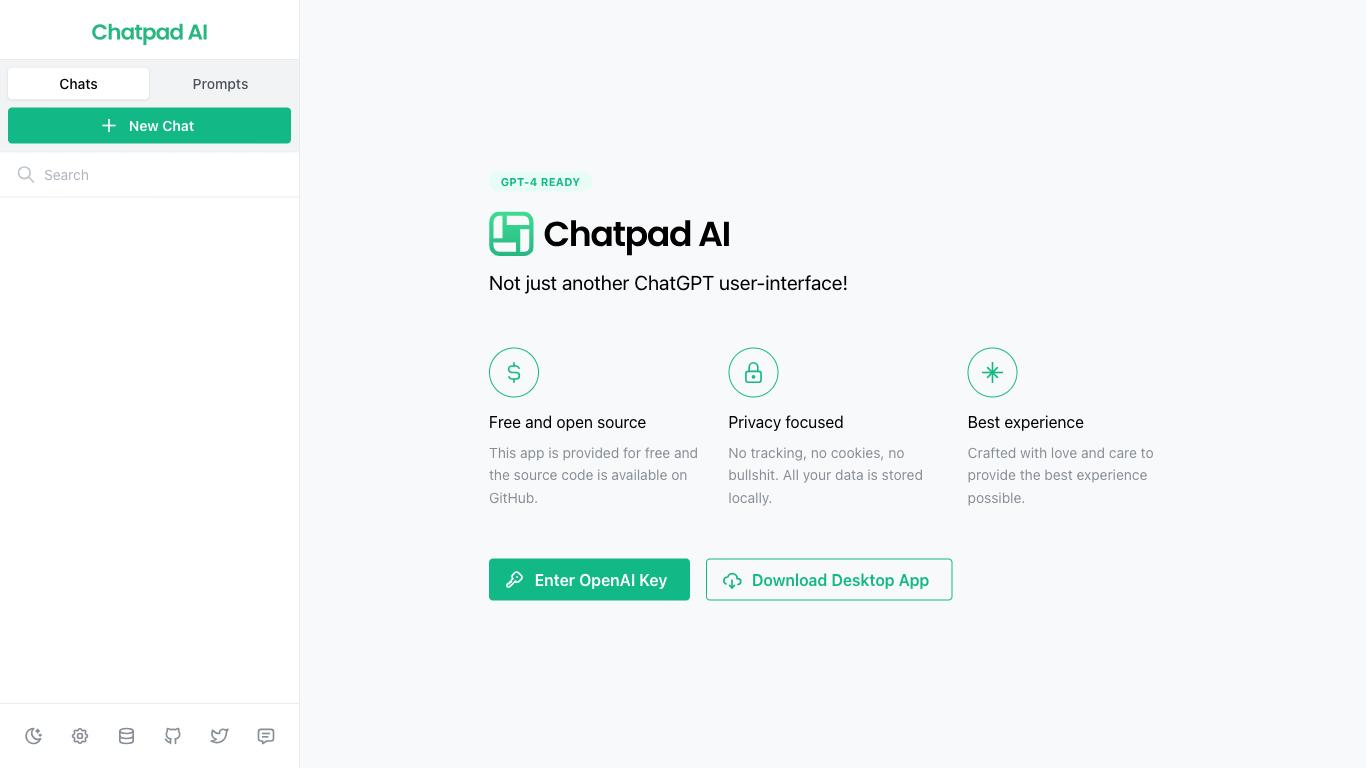 Chatpad AI
Chats
Prompts
New Chat
Search
GPT-4 READY
Chatpad AI
Not just another ChatGPT user-interface!
Free and open source
This app is provided for free and
the source code is available on
GitHub.
Privacy focused
No tracking, no cookies, no
bullshit. All your data is stored
locally.
Best experience
Crafted with love and care to
provide the best experience
possible.
Enter OpenAI Key
Download Desktop App